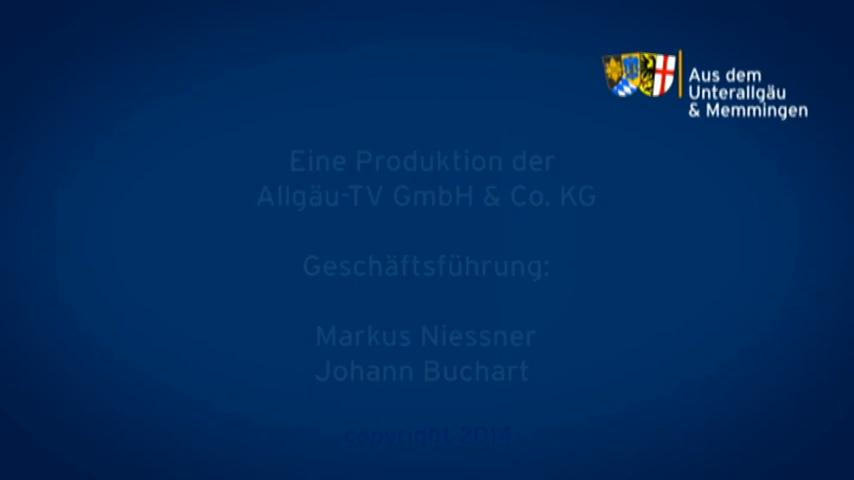 Aus dem
Unterallgäu
& Memmingen
Eine Produktion der
Allgäu-TV GmbH & Co. KG
Geschäftsführung:
Markus Niessner
Johann Buchart
copyright 2014